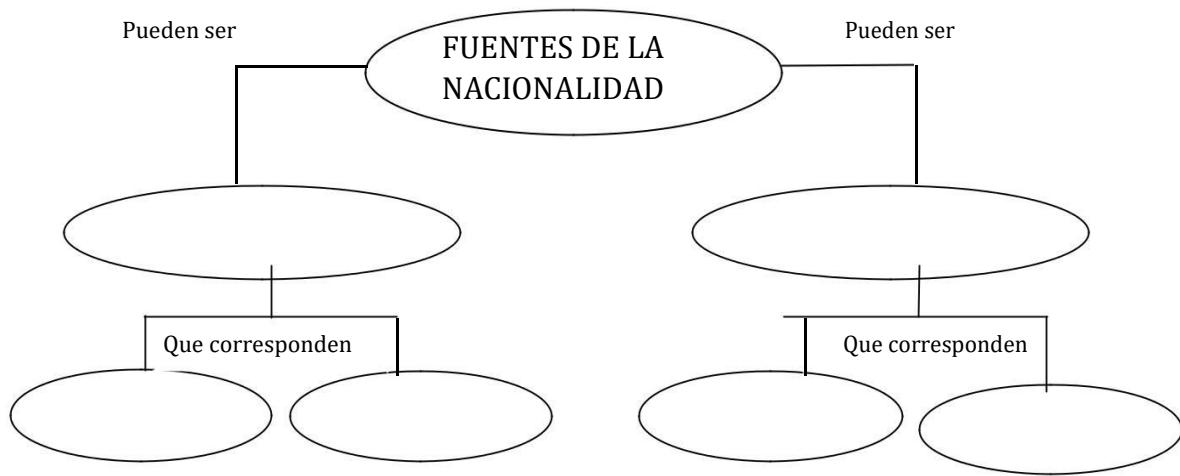 Pueden ser
FUENTES DE LA
NACIONALIDAD
Pueden ser
Que corresponden
Que corresponden